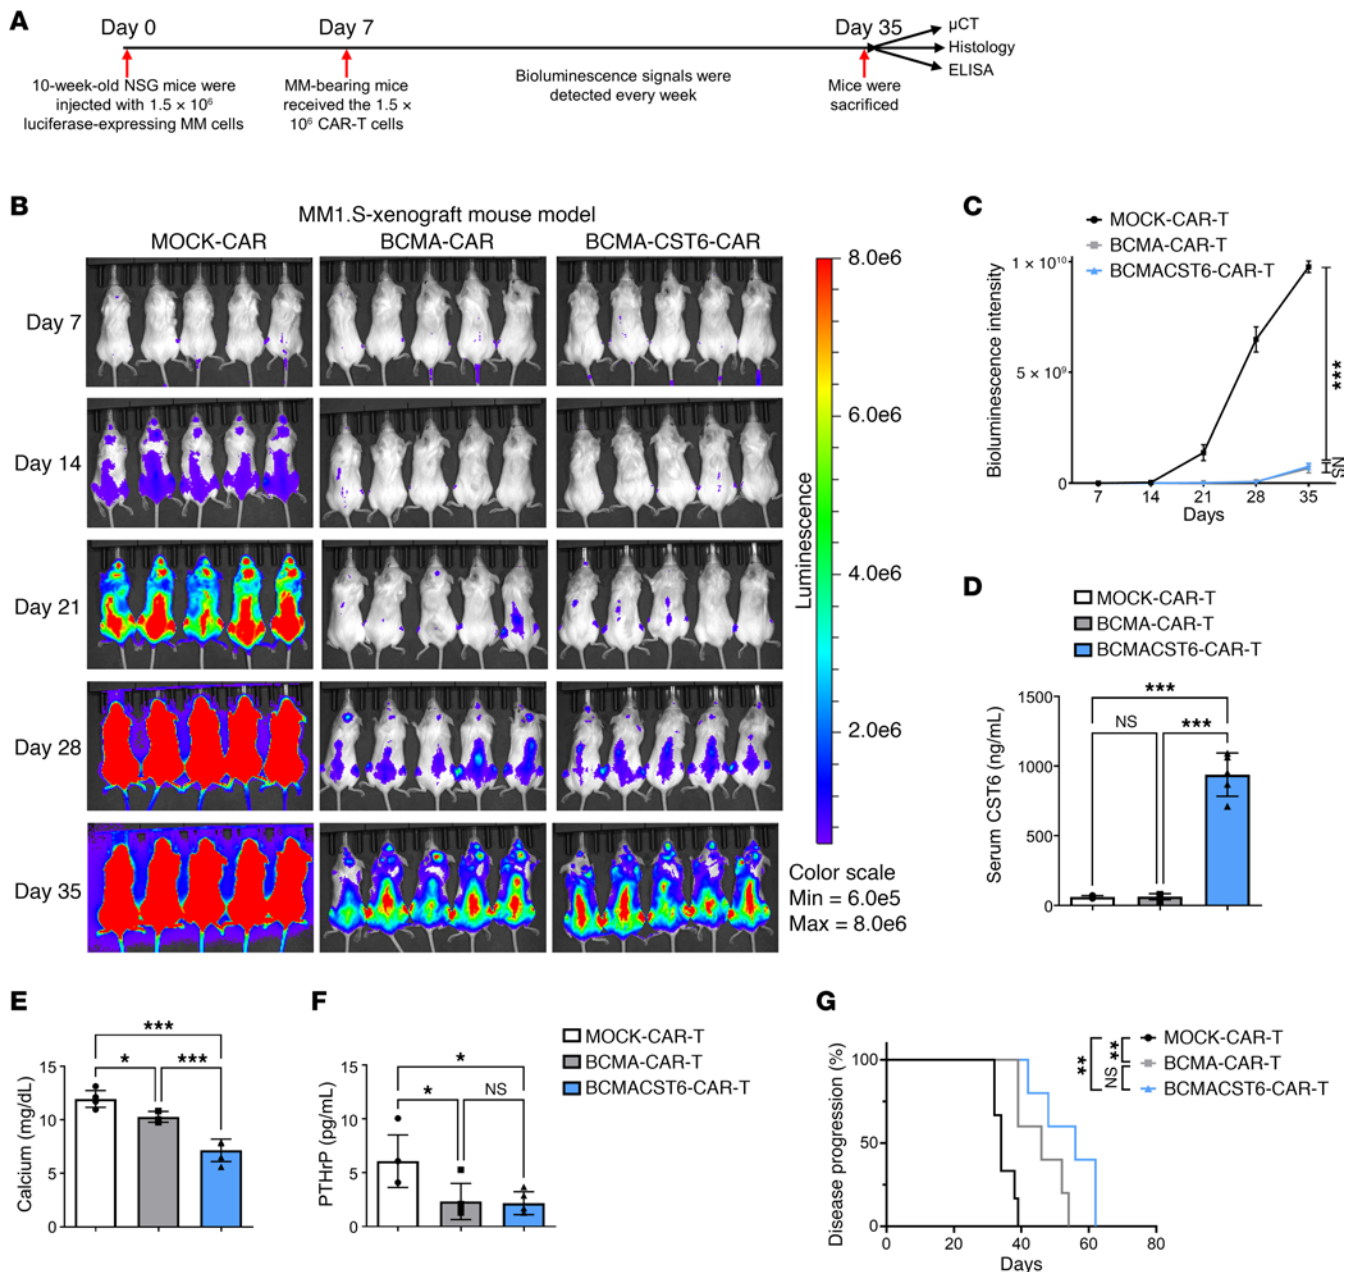 A
Day 0
Day 7
Day 35
µCT
Histology
ELISA
10-week-old NSG mice were
injected with 1.5 × 10⁶
luciferase-expressing MM cells
MM-bearing mice
received the 1.5 ×
10⁶ CAR-T cells
Bioluminescence signals were
detected every week
Mice were
sacrificed
B
MM1.S-xenograft mouse model
MOCK-CAR
BCMA-CAR
BCMA-CST6-CAR
Day 7
Day 14
Day 21
Day 28
Day 35
8.0e6
6.0e6
4.0e6
2.0e6
Luminescence
Color scale
Min = 6.0e5
Max = 8.0e6
C
MOCK-CAR-T
BCMA-CAR-T
BCMACST6-CAR-T
Bioluminescence intensity
1 × 10¹⁰
5 × 10⁹
0
7
14
21
28
35
Days
***
NS
D
MOCK-CAR-T
BCMA-CAR-T
BCMACST6-CAR-T
Serum CST6 (ng/mL)
1500
1000
500
0
***
NS
***
E
Calcium (mg/dL)
15
10
5
0
***
*
***
F
PTHrP (pg/mL)
15
10
5
0
*
*
NS
MOCK-CAR-T
BCMA-CAR-T
BCMACST6-CAR-T
G
Disease progression (%)
100
50
0
0
20
40
60
80
Days
**
**
NS
MOCK-CAR-T
BCMA-CAR-T
BCMACST6-CAR-T